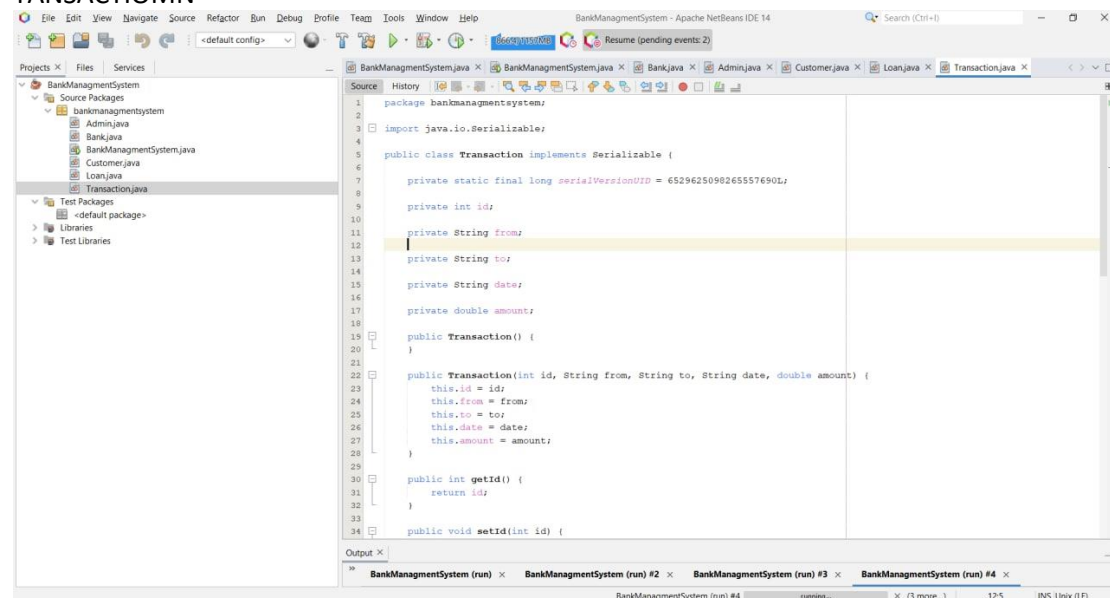 TANSACTIOMN
File Edit View Navigate Source Refactor Run Debug Profile Team Tools Window Help
BankManagmentSystem - Apache NetBeans IDE 14
Search (Ctrl+I)
<default config>
Resume (pending events: 2)
Projects Files Services
BankManagmentSystem
Source Packages
bankmanagmentsystem
Admin.java
Bank.java
BankManagmentSystem.java
Customer.java
Loan.java
Transaction.java
Test Packages
<default package>
Libraries
Test Libraries
BankManagementSystem.java BankManagmentSystem.java Bank.java Admin.java Customer.java Loan.java Transaction.java
Source History
1 package bankmanagmentsystem;
2
3 import java.io.Serializable;
4
5 public class Transaction implements Serializable {
6
7 private static final long serialVersionUID = 6529625098265557690L;
8
9 private int id;
10
11 private String from;
12
13 private String to;
14
15 private String date;
16
17 private double amount;
18
19 public Transaction() {
20 }
21
22 public Transaction(int id, String from, String to, String date, double amount) {
23 this.id = id;
24 this.from = from;
25 this.to = to;
26 this.date = date;
27 this.amount = amount;
28 }
29
30 public int getId() {
31 return id;
32 }
33
34 public void setId(int id) {
Output
BankManagmentSystem (run) BankManagmentSystem (run) #2 BankManagmentSystem (run) #3 BankManagmentSystem (run) #4
BankManagmentSystem (run) #4 running... (3 more...) 12:5 INS Unix (LF)